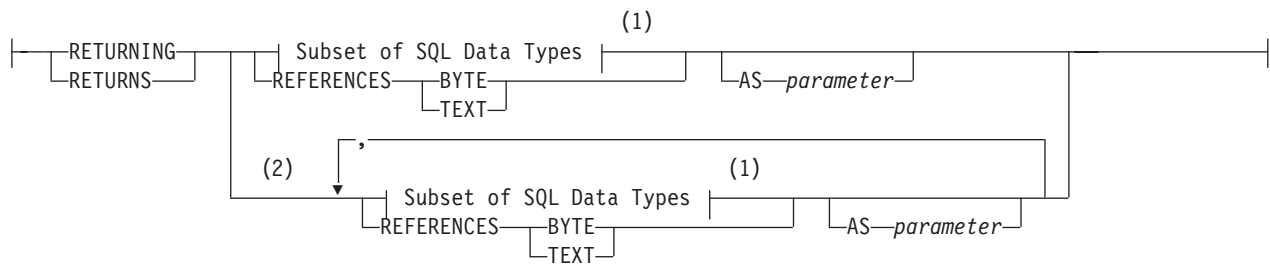 (1)
RETURNING Subset of SQL Data Types
RETURNS REFERENCES BYTE AS parameter
TEXT
,
(2) (1)
Subset of SQL Data Types
REFERENCES BYTE AS parameter
TEXT